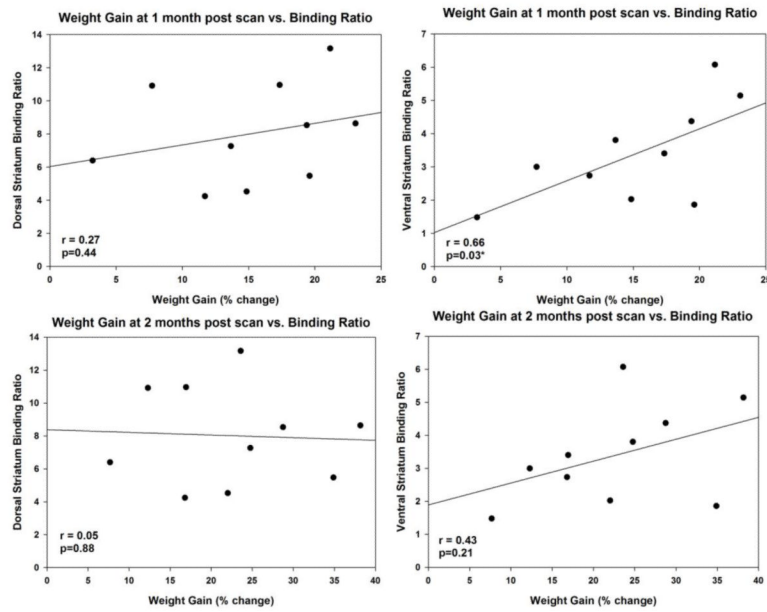 Weight Gain at 1 month post scan vs. Binding Ratio
Dorsal Striatum Binding Ratio
14
12
10
8
6
4
2
0
r = 0.27
p=0.44
0 5 10 15 20 25
Weight Gain (% change)
Weight Gain at 1 month post scan vs. Binding Ratio
Ventral Striatum Binding Ratio
7
6
5
4
3
2
1
0
r = 0.66
p=0.03*
0 5 10 15 20 25
Weight Gain (% change)
Weight Gain at 2 months post scan vs. Binding Ratio
Dorsal Striatum Binding Ratio
14
12
10
8
6
4
2
0
r = 0.05
p=0.88
0 5 10 15 20 25 30 35 40
Weight Gain (% change)
Weight Gain at 2 months post scan vs. Binding Ratio
Ventral Striatum Binding Ratio
7
6
5
4
3
2
1
0
r = 0.43
p=0.21
0 5 10 15 20 25 30 35 40
Weight Gain (% change)